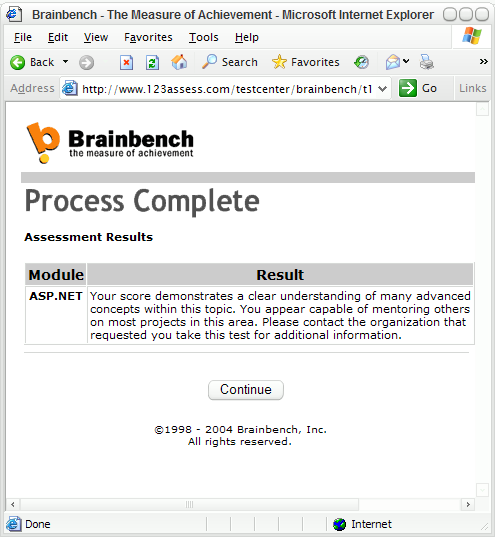 Brainbench - The Measure of Achievement - Microsoft Internet Explorer
File Edit View Favorites Tools Help
Back Search Favorites »
Address http://www.123assess.com/testcenter/brainbench/t1 Go Links
Brainbench
the measure of achievement
Process Complete
Assessment Results
Module Result
ASP.NET Your score demonstrates a clear understanding of many advanced
concepts within this topic. You appear capable of mentoring others
on most projects in this area. Please contact the organization that
requested you take this test for additional information.
Continue
©1998 - 2004 Brainbench, Inc.
All rights reserved.
Done Internet